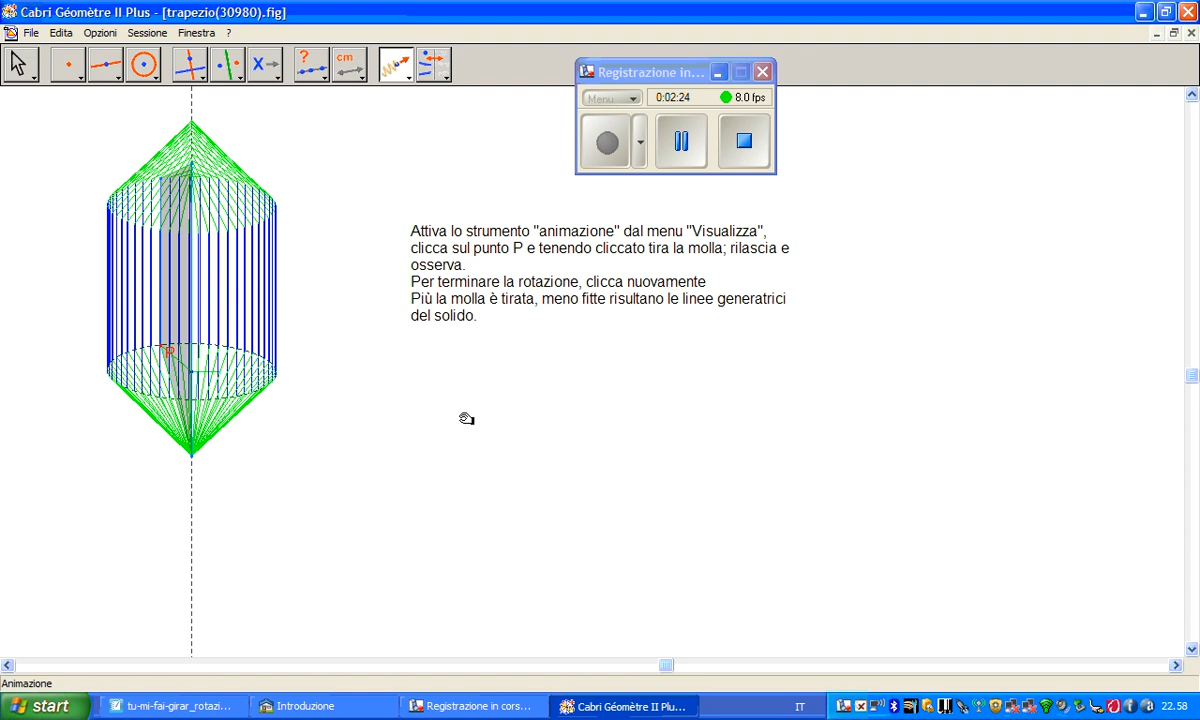 Cabri Géomètre II Plus - [trapezio(30980).fig]
File Edita Opzioni Sessione Finestra ?
? cm
X
Registrazione in...
Menu 0:02:24 8.0 fps
Attiva lo strumento "animazione" dal menu "Visualizza",
clicca sul punto P e tenendo cliccato tira la molla; rilascia e
osserva.
Per terminare la rotazione, clicca nuovamente
Più la molla è tirata, meno fitte risultano le linee generatrici
del solido.
P
Animazione
start tu-mi-fai-girar_rotazi... Introduzione Registrazione in cors... Cabri Géomètre II Plu... IT 22.58